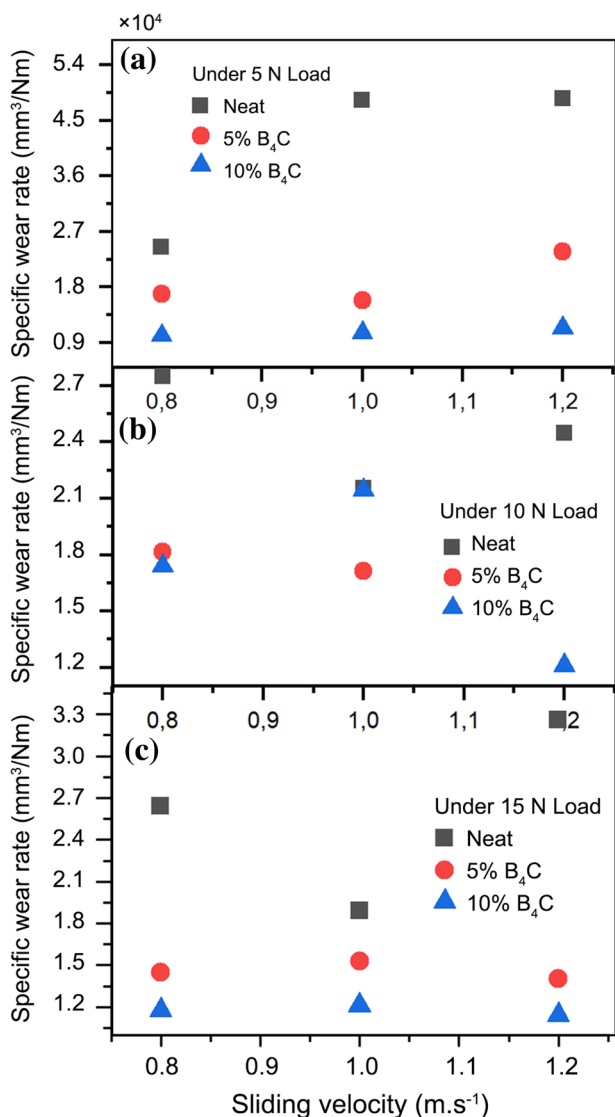 ×10⁴
(a)
Under 5 N Load
Neat
5% B₄C
10% B₄C
Specific wear rate (mm³/Nm)
5.4
4.5
3.6
2.7
1.8
0.9
0,8 0,9 1,0 1,1 1,2
(b)
Under 10 N Load
Neat
5% B₄C
10% B₄C
Specific wear rate (mm³/Nm)
2.7
2.4
2.1
1.8
1.5
1.2
0,8 0,9 1,0 1,1 1,2
(c)
Under 15 N Load
Neat
5% B₄C
10% B₄C
Specific wear rate (mm³/Nm)
3.3
3.0
2.7
2.4
2.1
1.8
1.5
1.2
0.8 0.9 1.0 1.1 1.2
Sliding velocity (m.s⁻¹)